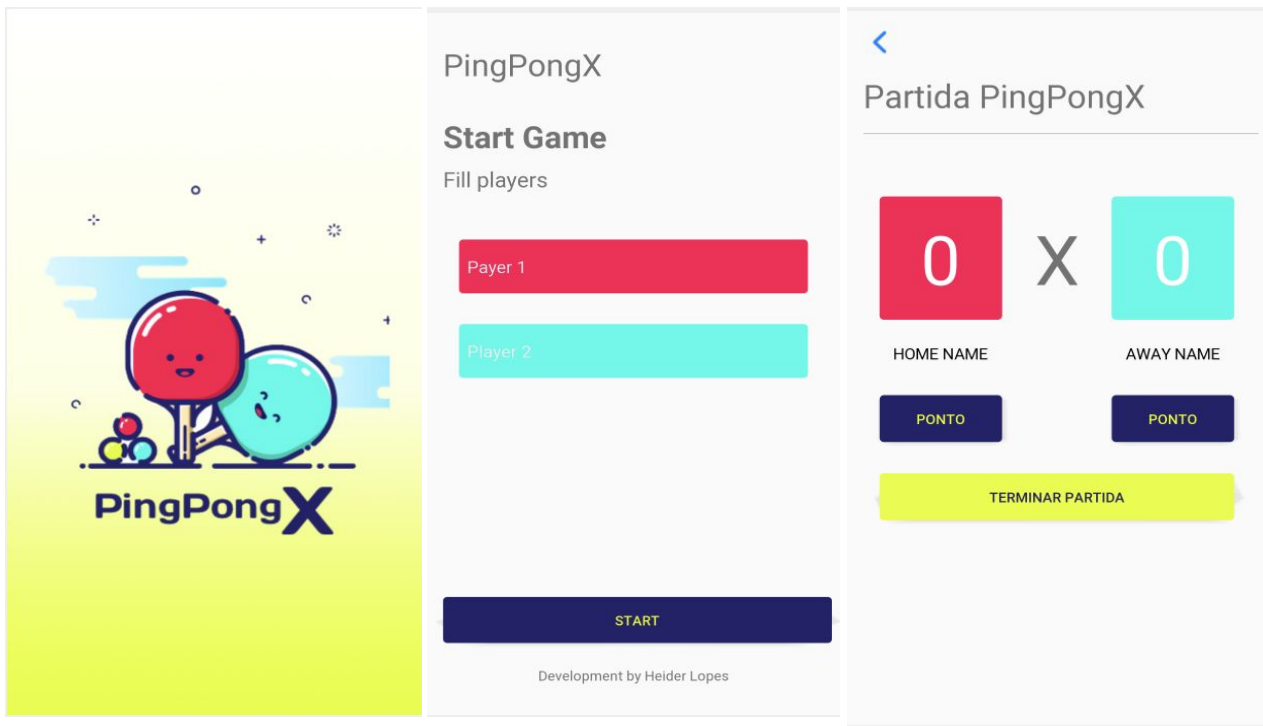 PingPongX
PingPongX
Start Game
Fill players
Payer 1
Player 2
START
Development by Heider Lopes
Partida PingPongX
0 X 0
HOME NAME AWAY NAME
PONTO PONTO
TERMINAR PARTIDA